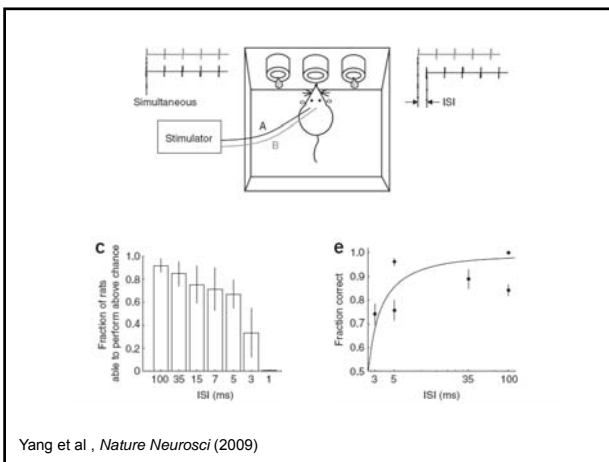 Simultaneous
ISI
A
Stimulator
B
c
Fraction of rats
able to perform above chance
1.0
0.8
0.6
0.4
0.2
0
100 35 15 7 5 3 1
ISI (ms)
e
Fraction correct
1.0
0.9
0.8
0.7
0.6
0.5
3 5 35 100
ISI (ms)
Yang et al , Nature Neurosci (2009)